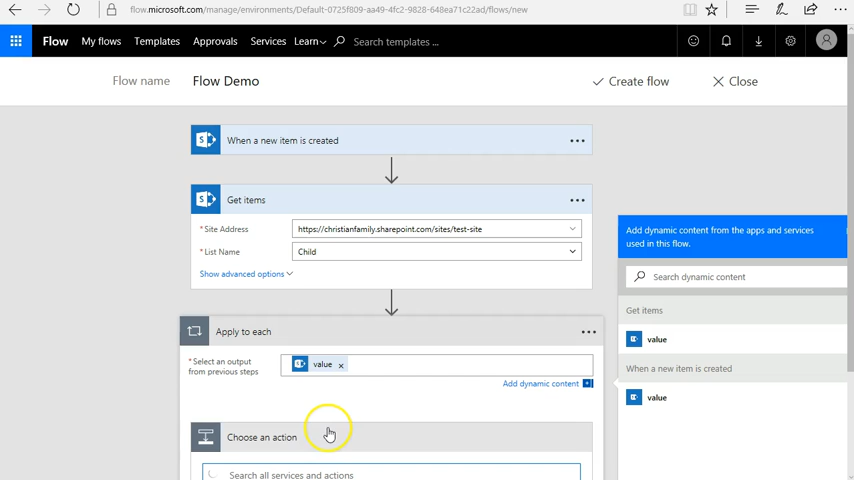 flow.microsoft.com/manage/environments/Default-0725f809-aa49-4fc2-9828-648ea71c22ad/flows/new
Flow My flows Templates Approvals Services Learn Search templates ...
Flow name Flow Demo Create flow Close
When a new item is created
Get items
* Site Address https://christianfamily.sharepoint.com/sites/test-site
* List Name Child
Show advanced options
Apply to each
* Select an output
from previous steps
value x
Add dynamic content +
Choose an action
Search all services and actions
Add dynamic content from the apps and services
used in this flow.
Search dynamic content
Get items
value
When a new item is created
value